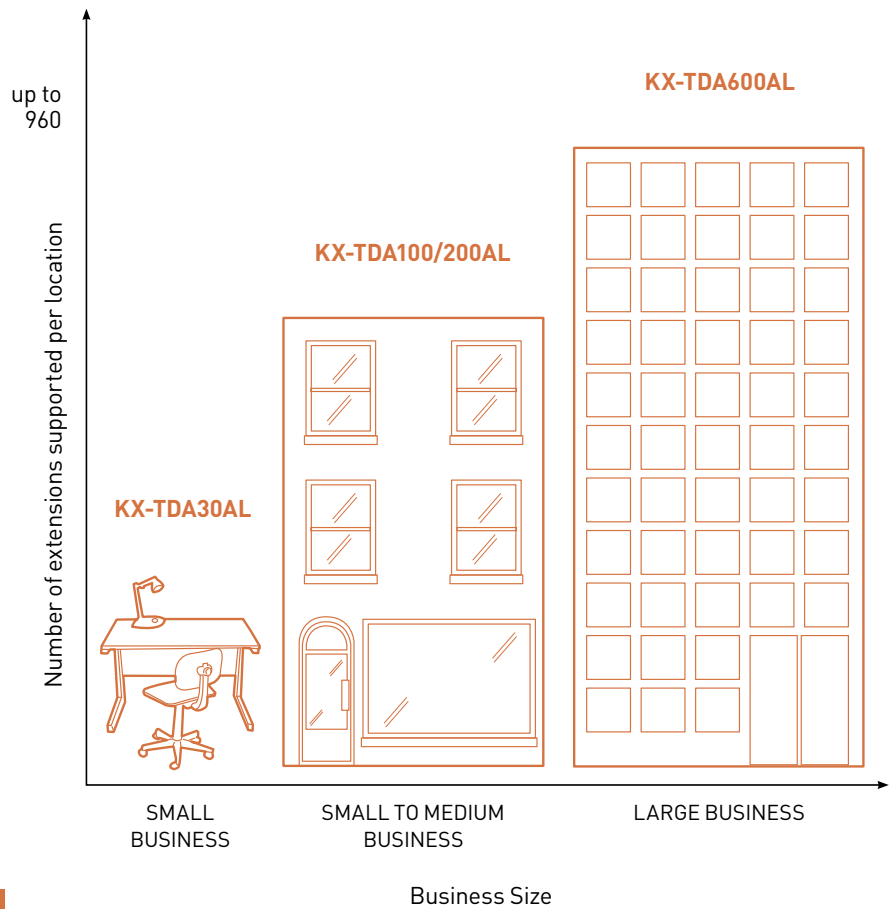 KX-TDA600AL
up to
960
KX-TDA100/200AL
Number of extensions supported per location
KX-TDA30AL
SMALL
BUSINESS
SMALL TO MEDIUM
BUSINESS
LARGE BUSINESS
Business Size